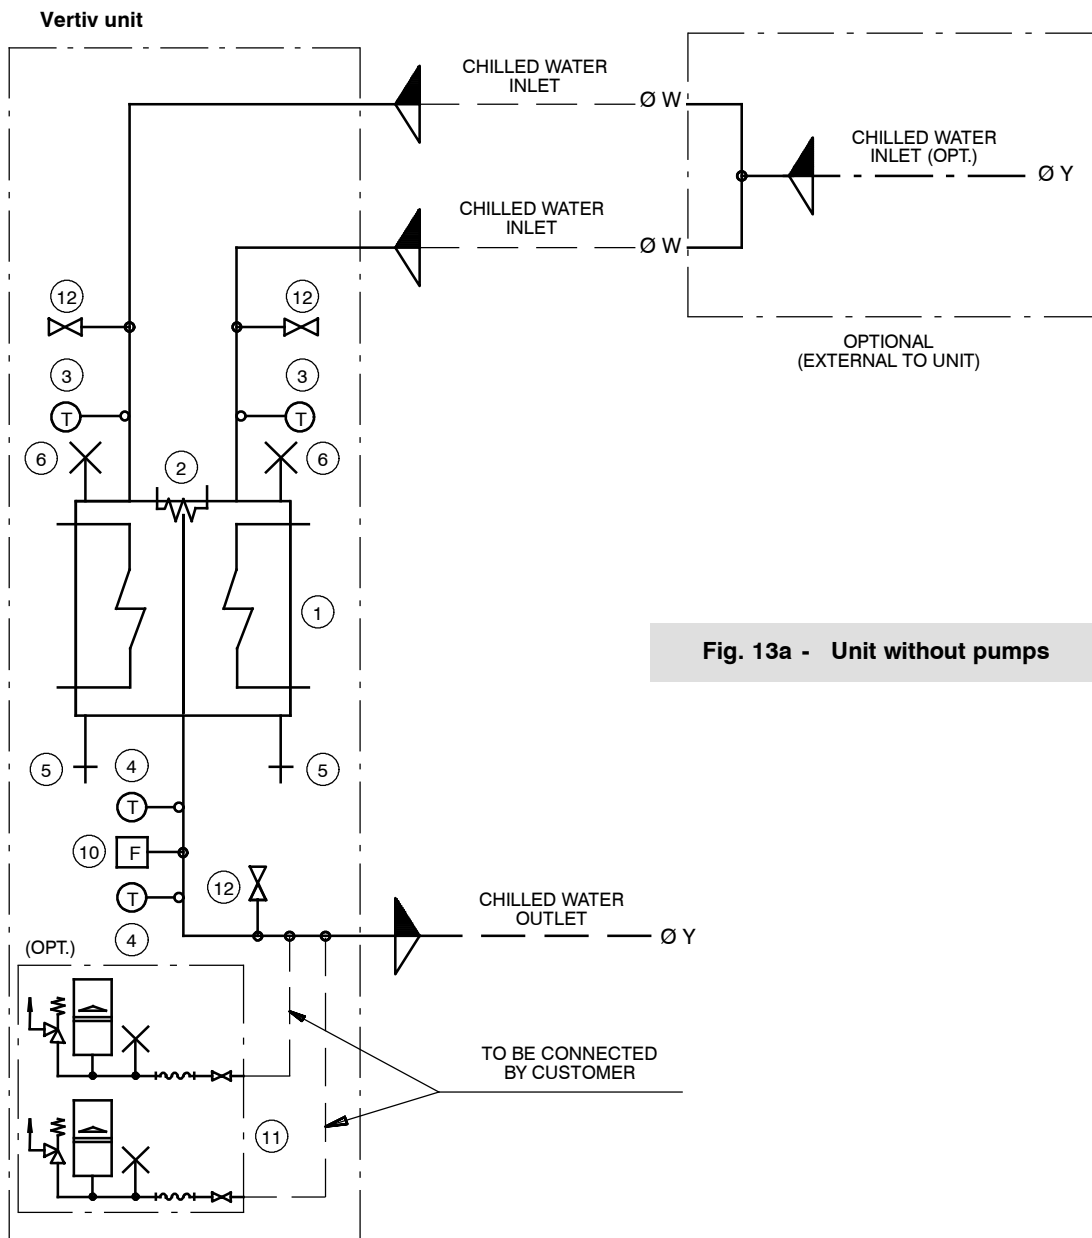 Vertiv unit
CHILLED WATER
INLET
Ø W
CHILLED WATER
INLET (OPT.)
Ø Y
CHILLED WATER
INLET
Ø W
12
12
OPTIONAL
(EXTERNAL TO UNIT)
3
3
T
T
6
2
6
1
Fig. 13a - Unit without pumps
5
4
5
T
10
F
12
T
CHILLED WATER
OUTLET
Ø Y
4
(OPT.)
TO BE CONNECTED
BY CUSTOMER
11